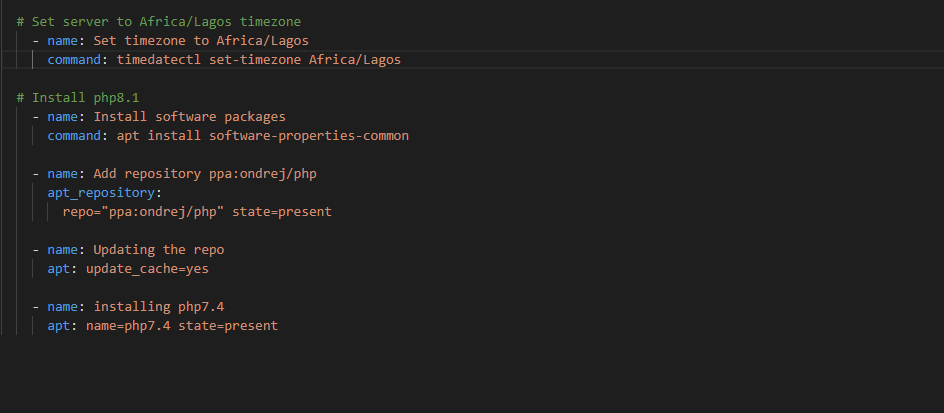 # Set server to Africa/Lagos timezone
- name: Set timezone to Africa/Lagos
command: timedatectl set-timezone Africa/Lagos
# Install php8.1
- name: Install software packages
command: apt install software-properties-common
- name: Add repository ppa:ondrej/php
apt_repository:
repo="ppa:ondrej/php" state=present
- name: Updating the repo
apt: update_cache=yes
- name: installing php7.4
apt: name=php7.4 state=present